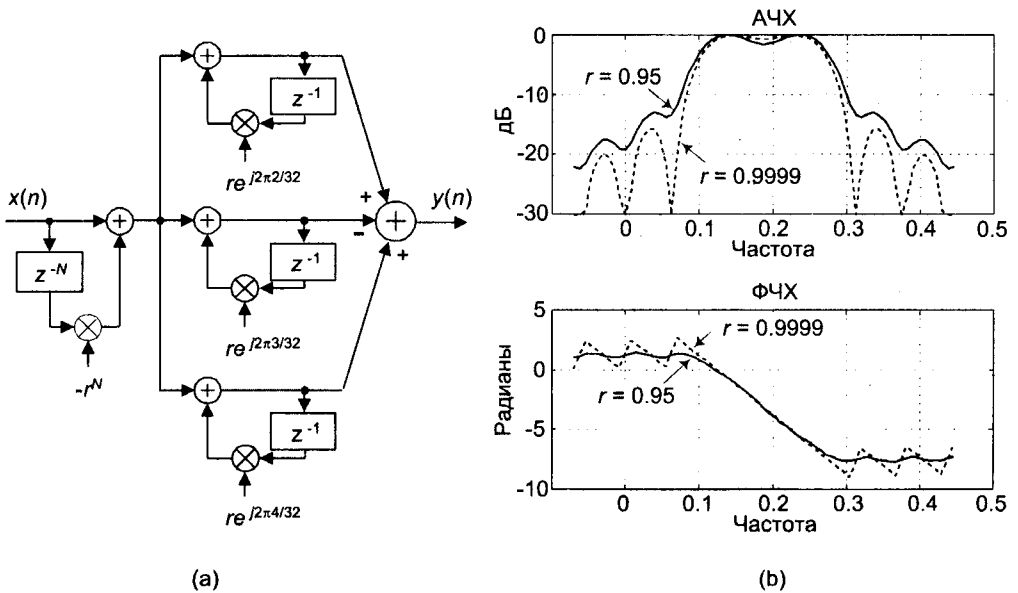 +
z⁻¹
×
re^{j2π2/32}
x(n)
+
+
+
z⁻¹
−
+
+
y(n)
z^{-N}
×
re^{j2π3/32}
×
-r^N
+
z⁻¹
×
re^{j2π4/32}
(a)
АЧХ
дБ
0
-10
-20
-30
r = 0.95
r = 0.9999
0 0.1 0.2 0.3 0.4 0.5
Частота
ФЧХ
Радианы
5
0
-5
-10
r = 0.9999
r = 0.95
0 0.1 0.2 0.3 0.4 0.5
Частота
(b)